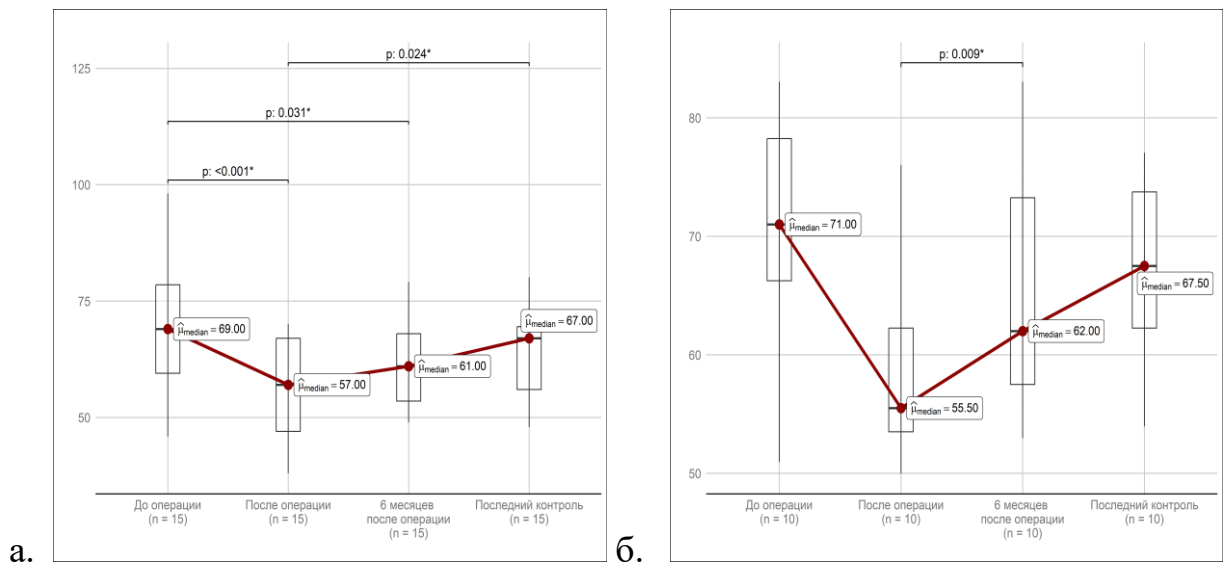 125
100
75
50
p: 0.024*
p: 0.031*
p: <0.001*
μ̂median = 69.00
μ̂median = 57.00
μ̂median = 61.00
μ̂median = 67.00
До операции
(n = 15)
После операции
(n = 15)
6 месяцев
после операции
(n = 15)
Последний контроль
(n = 15)
а.
80
70
60
50
p: 0.009*
μ̂median = 71.00
μ̂median = 55.50
μ̂median = 62.00
μ̂median = 67.50
До операции
(n = 10)
После операции
(n = 10)
6 месяцев
после операции
(n = 10)
Последний контроль
(n = 10)
б.